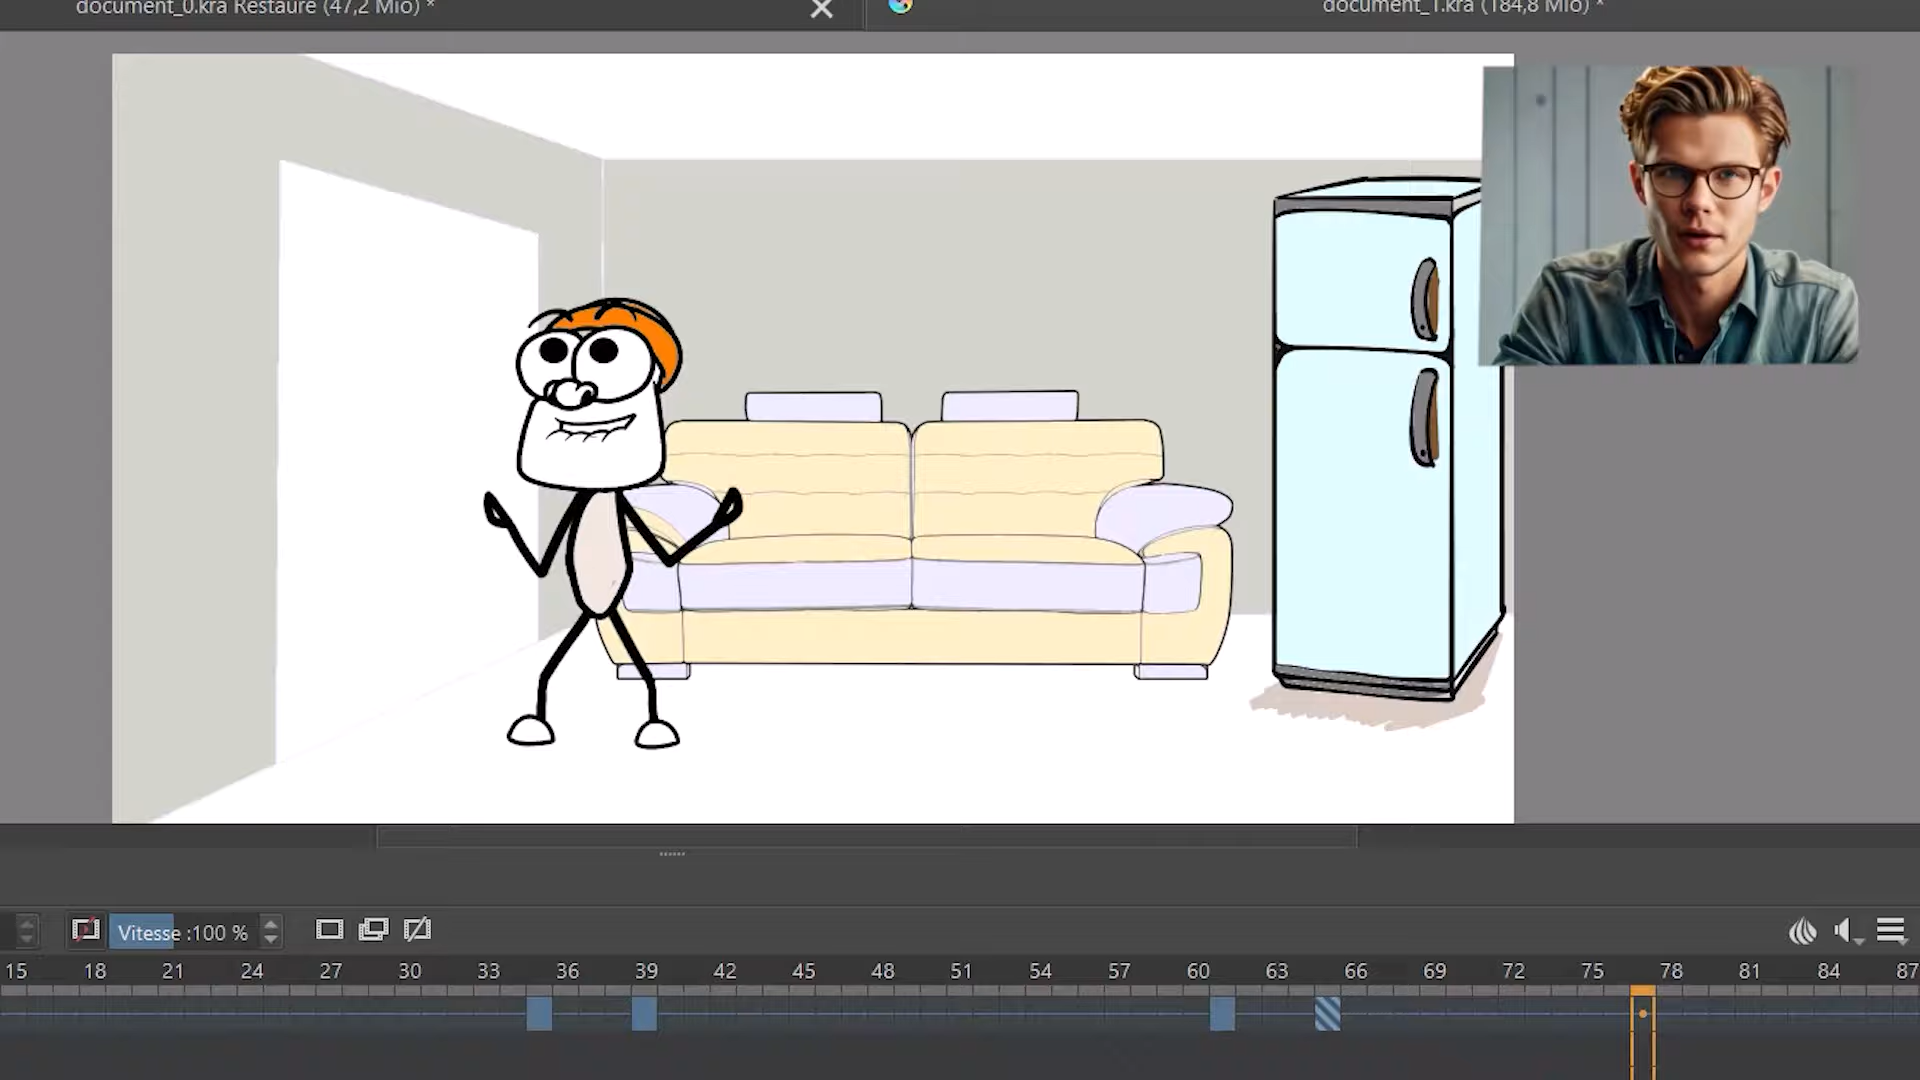 document_0.kra Restauré (47,2 Mio) *
document_1.kra (184,8 Mio) *
Vitesse :100 %
15 18 21 24 27 30 33 36 39 42 45 48 51 54 57 60 63 66 69 72 75 78 81 84 87